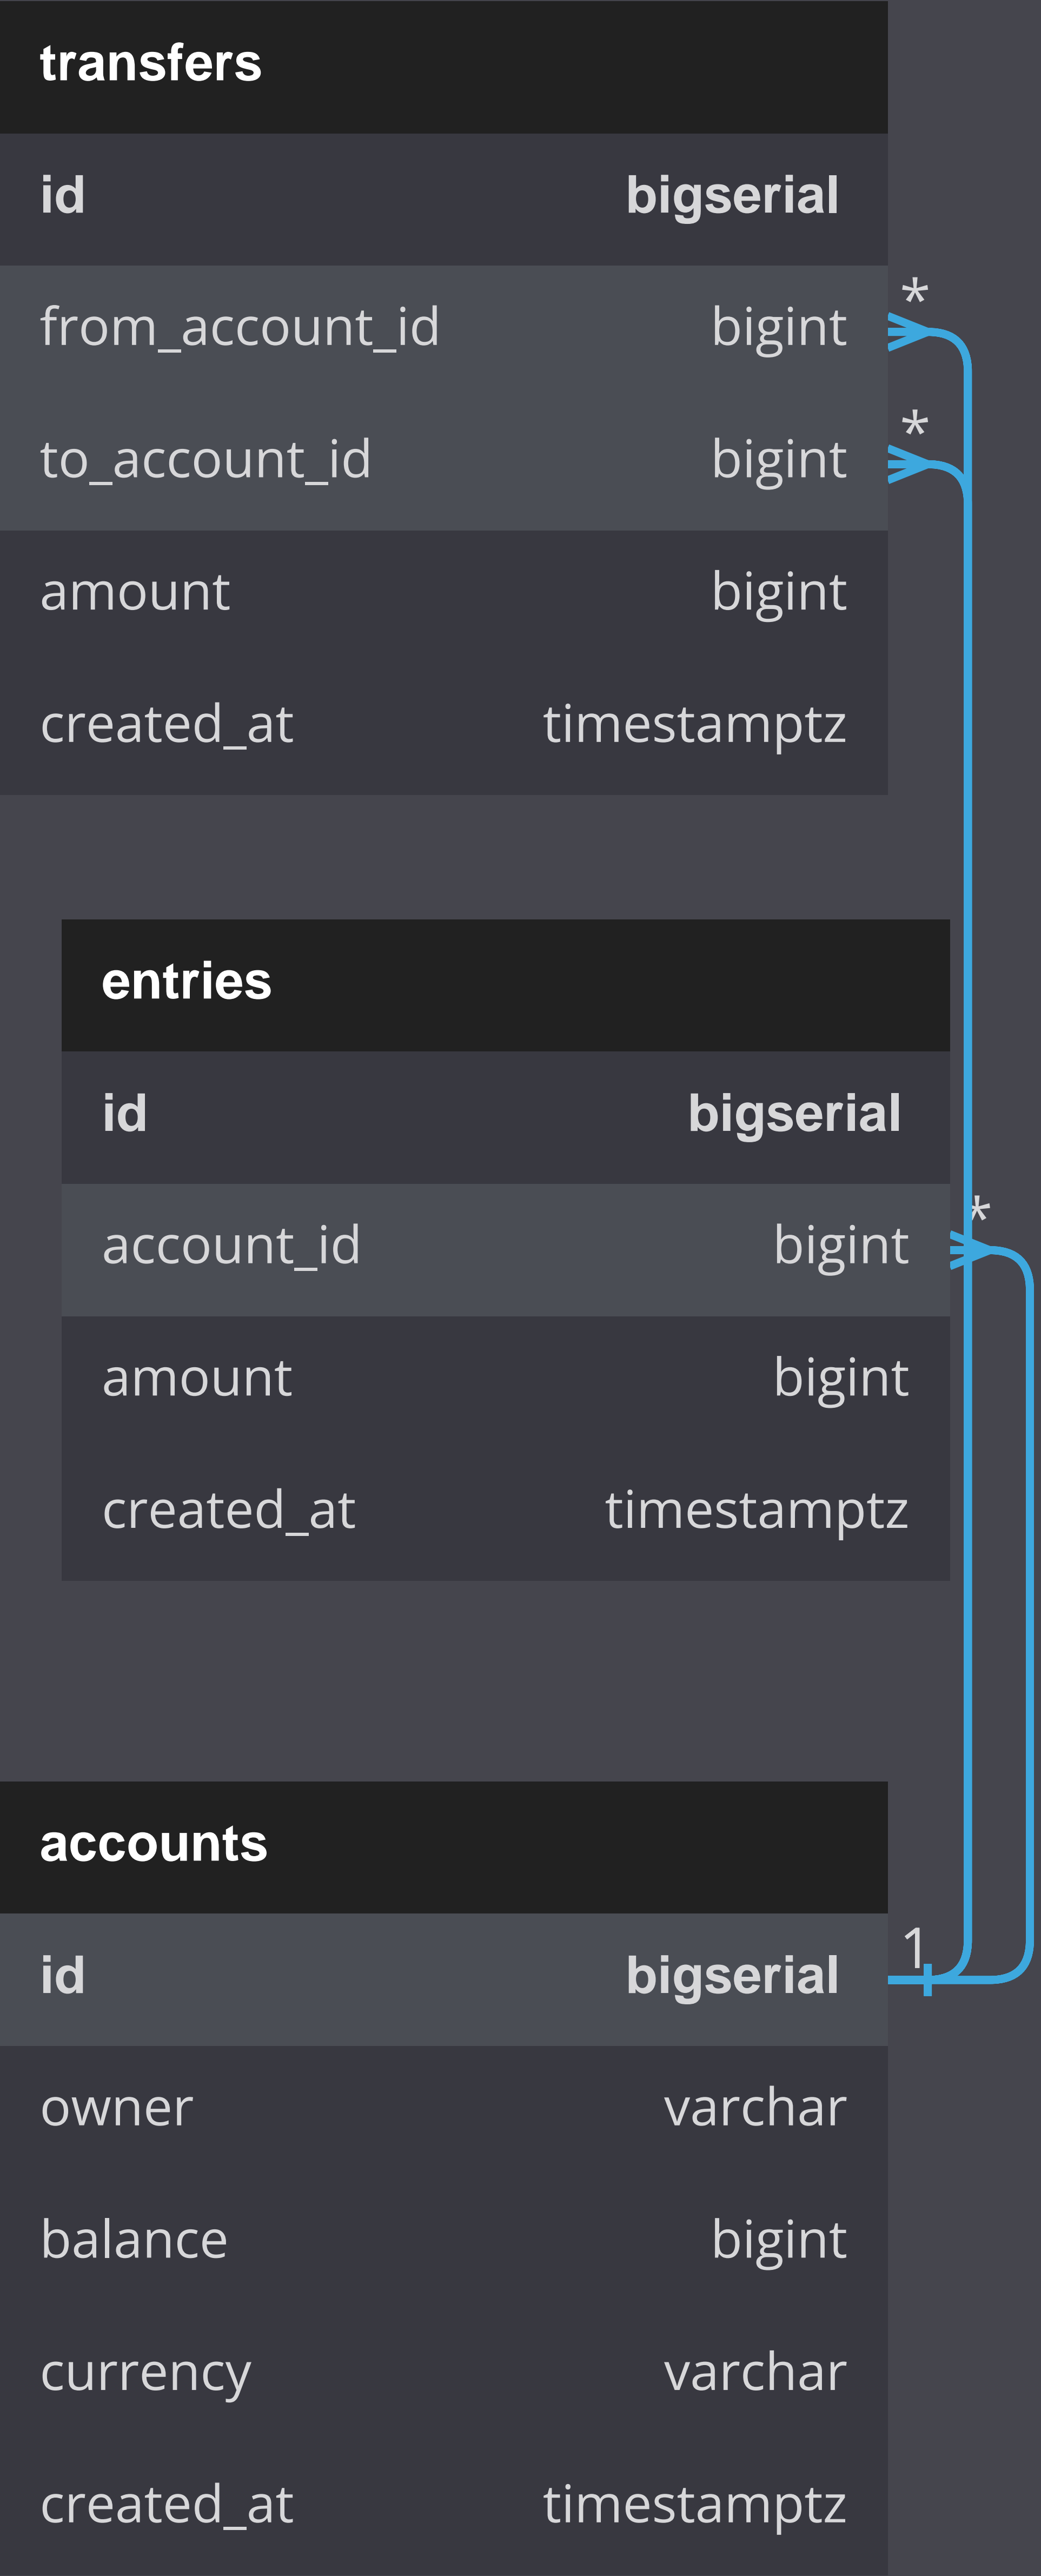 transfers
id bigserial
from_account_id bigint *
to_account_id bigint *
amount bigint
created_at timestamptz
entries
id bigserial
account_id bigint *
amount bigint
created_at timestamptz
accounts
id bigserial 1
owner varchar
balance bigint
currency varchar
created_at timestamptz